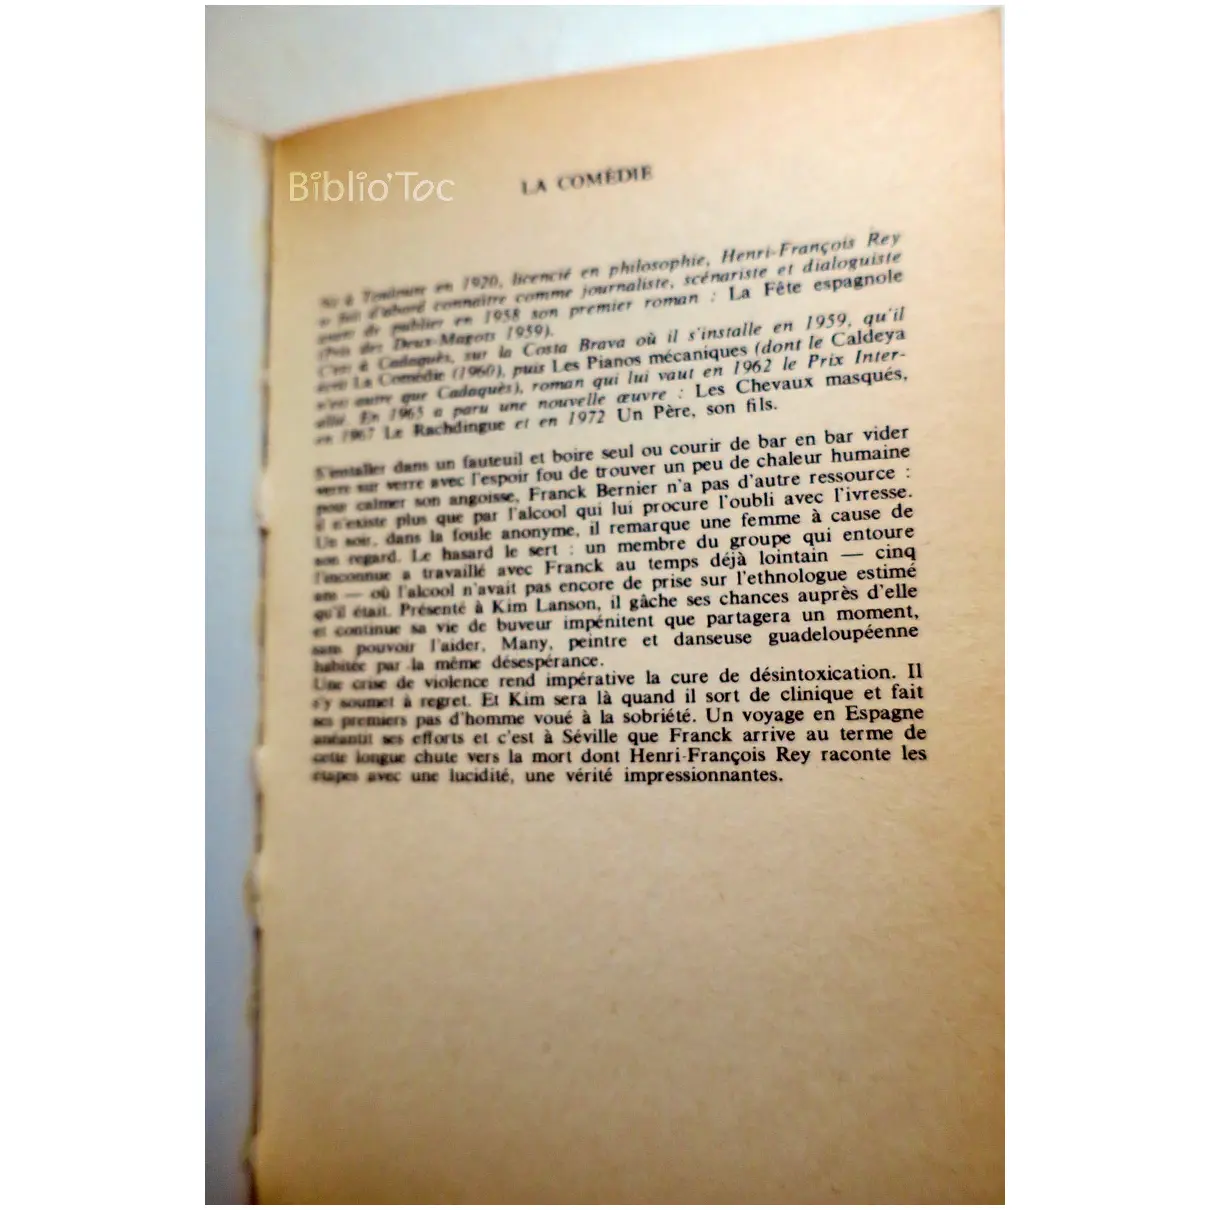 Biblio'Toc
LA COMÉDIE
Né à Toulouse en 1920, licencié en philosophie, Henri-François Rey
se fait d'abord connaître comme journaliste, scénariste et dialoguiste
avant de publier en 1958 son premier roman : La Fête espagnole
(Prix des Deux-Magots 1959).
C'est à Cadaquès, sur la Costa Brava où il s'installe en 1959, qu'il
écrit La Comédie (1960), puis Les Pianos mécaniques (dont le Caldeya
n'est autre que Cadaquès), roman qui lui vaut en 1962 le Prix Inter-
allié. En 1965 a paru une nouvelle œuvre : Les Chevaux masqués,
en 1967 Le Rachdingue et en 1972 Un Père, son fils.
S'installer dans un fauteuil et boire seul ou courir de bar en bar vider
verre sur verre avec l'espoir fou de trouver un peu de chaleur humaine
pour calmer son angoisse, Franck Bernier n'a pas d'autre ressource :
il n'existe plus que par l'alcool qui lui procure l'oubli avec l'ivresse.
Un soir, dans la foule anonyme, il remarque une femme à cause de
son regard. Le hasard le sert : un membre du groupe qui entoure
l'inconnue a travaillé avec Franck au temps déjà lointain — cinq
ans — où l'alcool n'avait pas encore de prise sur l'ethnologue estimé
qu'il était. Présenté à Kim Lanson, il gâche ses chances auprès d'elle
et continue sa vie de buveur impénitent que partagera un moment,
sans pouvoir l'aider, Many, peintre et danseuse guadeloupéenne
habitée par la même désespérance.
Une crise de violence rend impérative la cure de désintoxication. Il
s'y soumet à regret. Et Kim sera là quand il sort de clinique et fait
ses premiers pas d'homme voué à la sobriété. Un voyage en Espagne
anéantit ses efforts et c'est à Séville que Franck arrive au terme de
cette longue chute vers la mort dont Henri-François Rey raconte les
étapes avec une lucidité, une vérité impressionnantes.